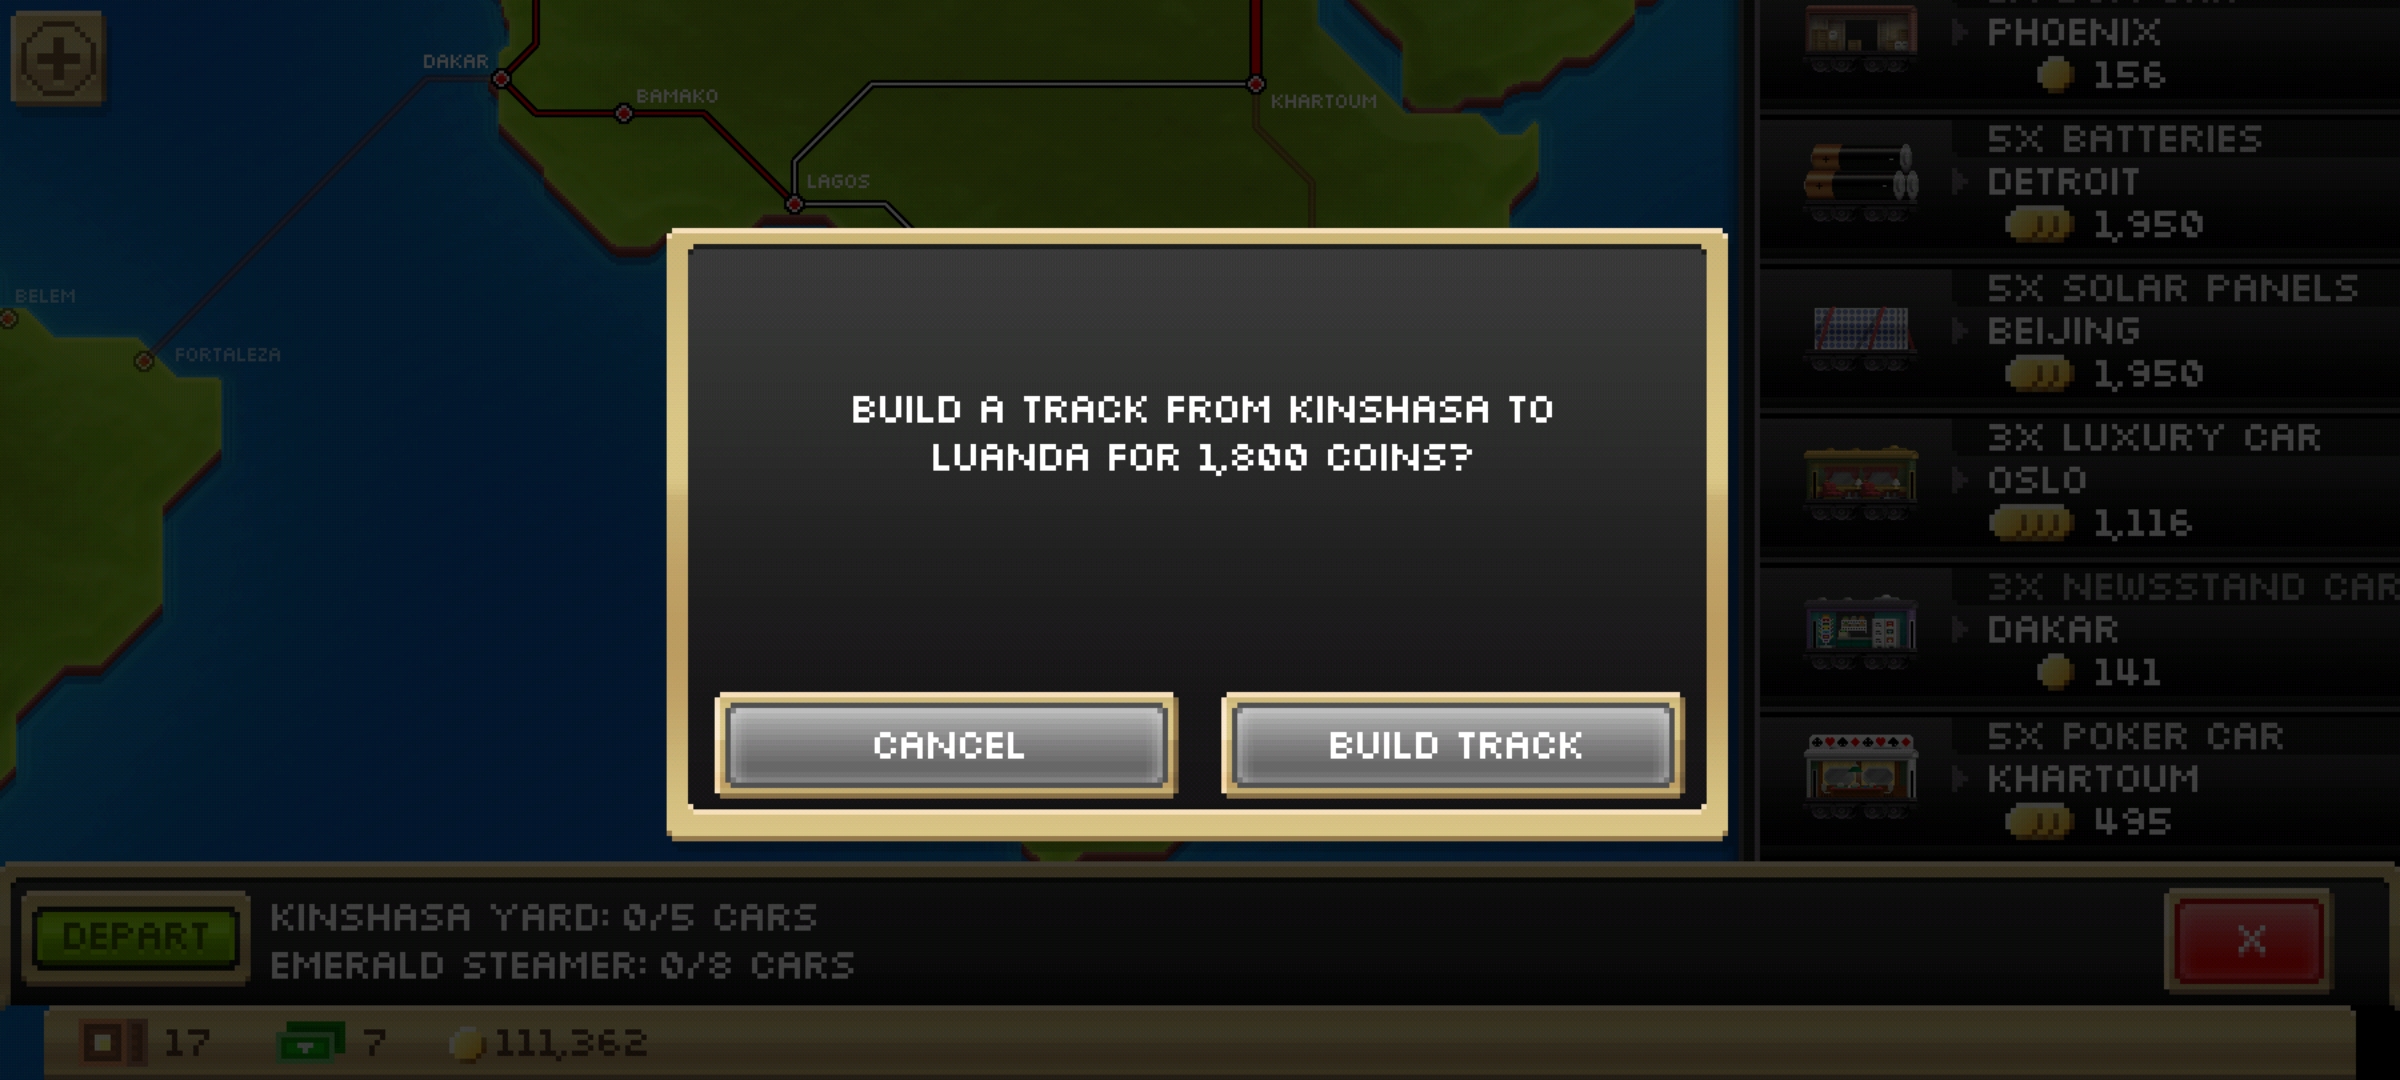 DAKAR
BAMAKO
KHARTOUM
LAGOS
BELEM
FORTALEZA
BUILD A TRACK FROM KINSHASA TO
LUANDA FOR 1,800 COINS?
CANCEL
BUILD TRACK
PHOENIX
156
5X BATTERIES
DETROIT
1,950
5X SOLAR PANELS
BEIJING
1,950
3X LUXURY CAR
OSLO
1,116
3X NEWSSTAND CAR
DAKAR
141
5X POKER CAR
KHARTOUM
495
DEPART
KINSHASA YARD: 0/5 CARS
EMERALD STEAMER: 0/8 CARS
X
17
7
111,362